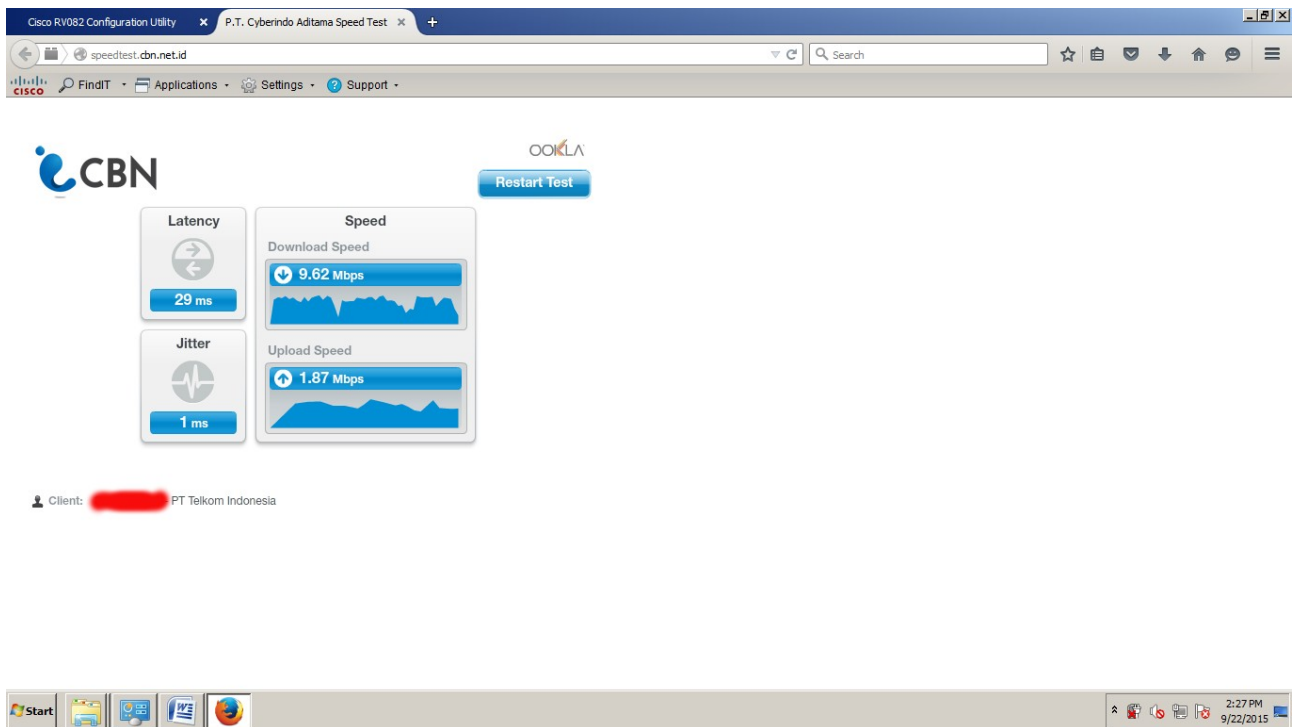 Cisco RV082 Configuration Utility P.T. Cyberindo Aditama Speed Test
speedtest.cbn.net.id Search
CISCO FindIT Applications Settings Support
CBN
OOKLA
Restart Test
Latency
29 ms
Jitter
1 ms
Speed
Download Speed
9.62 Mbps
Upload Speed
1.87 Mbps
Client: PT Telkom Indonesia
Start
2:27 PM
9/22/2015